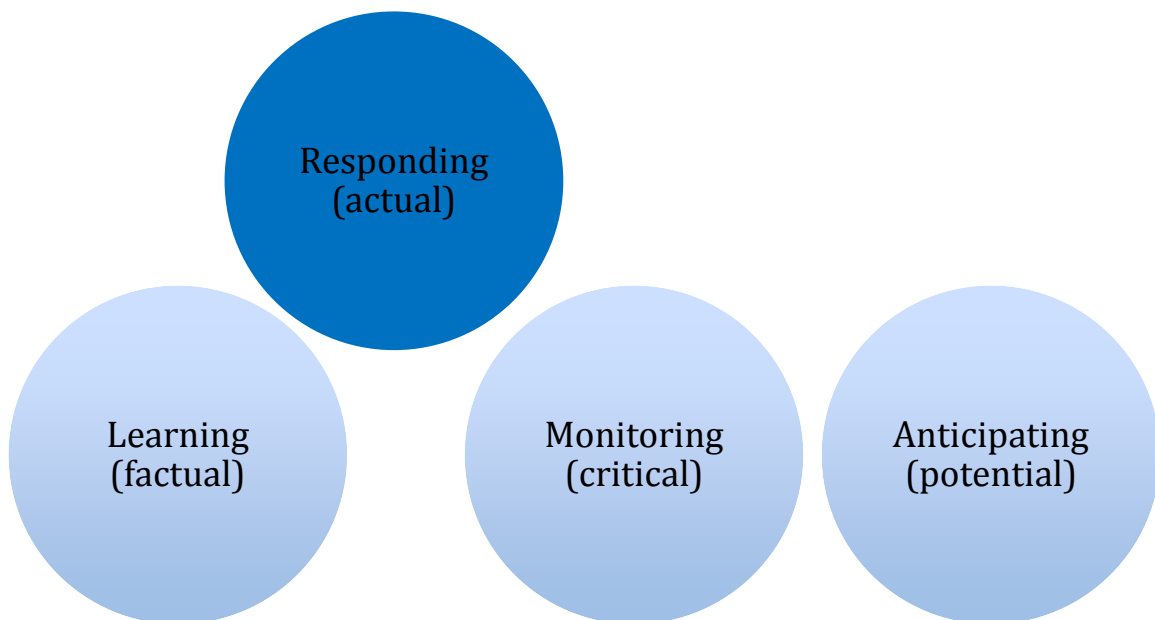 Responding
(actual)
Learning
(factual)
Monitoring
(critical)
Anticipating
(potential)